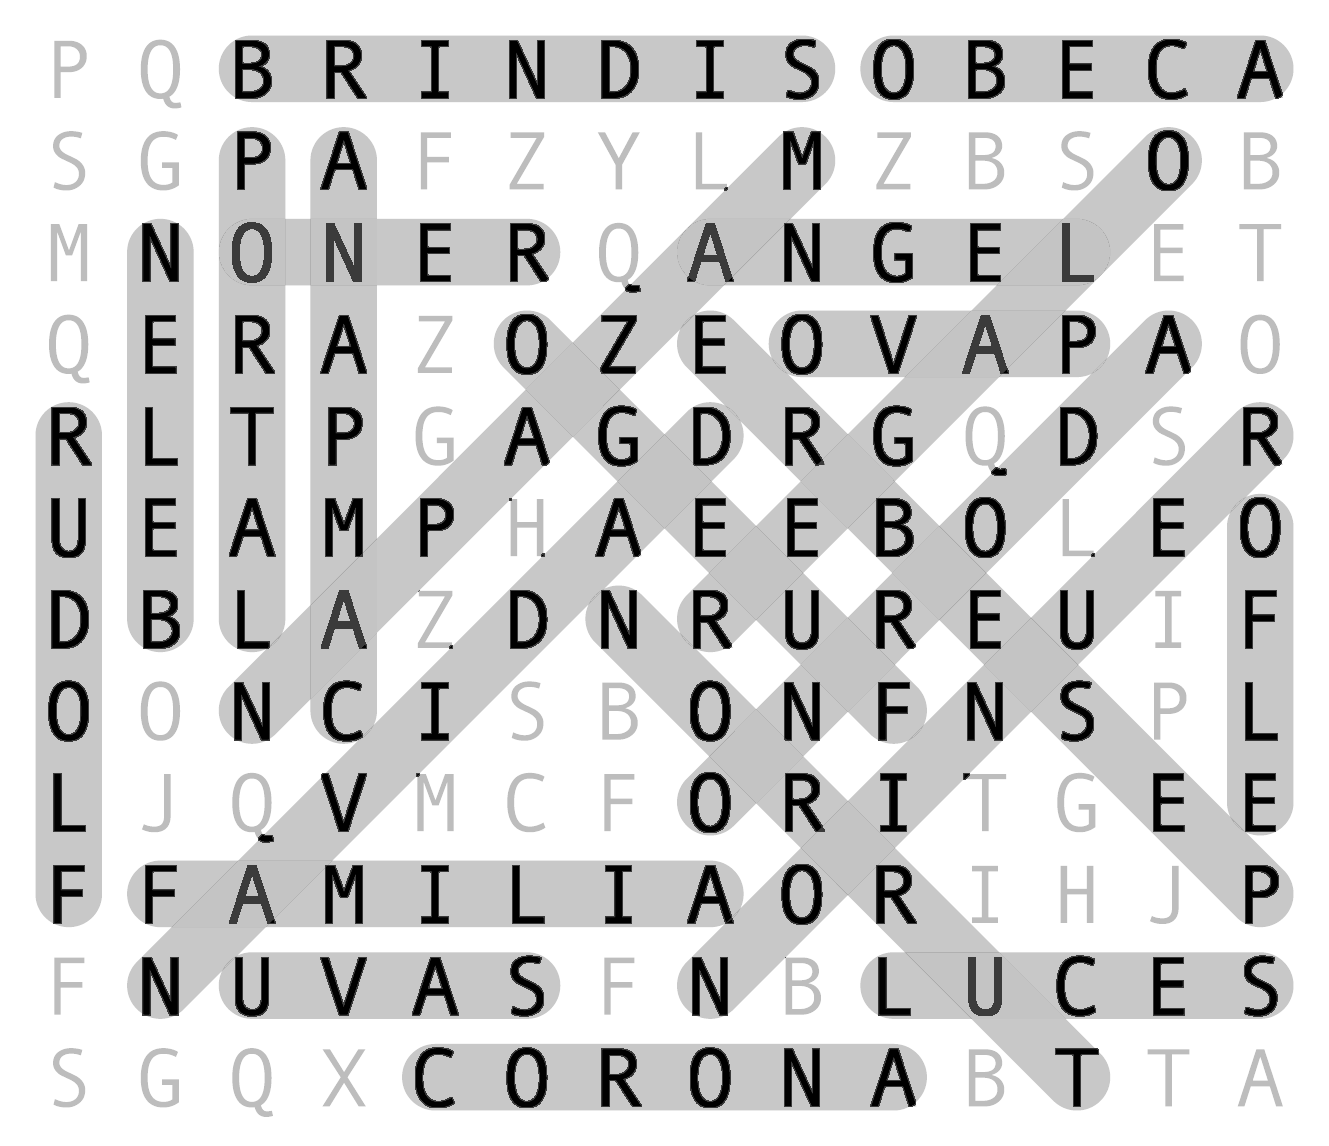 P Q B R I N D I S O B E C A
S G P A F Z Y L M Z B S O B
M N O N E R Q A N G E L E T
Q E R A Z O Z E O V A P A O
R L T P G A G D R G Q D S R
U E A M P H A E E B O L E O
D B L A Z D N R U R E U I F
O O N C I S B O N F N S P L
L J Q V M C F O R I T G E E
F F A M I L I A O R I H J P
F N U V A S F N B L U C E S
S G Q X C O R O N A B T T A